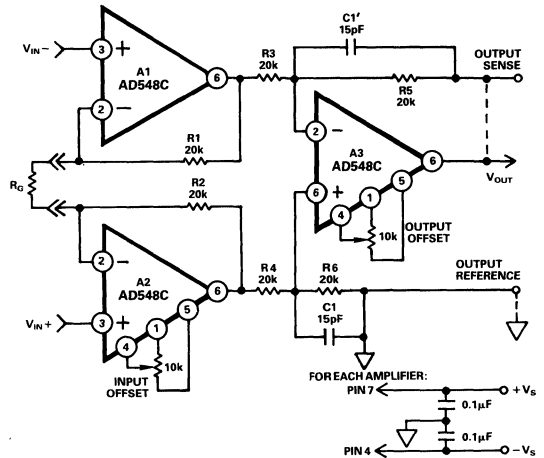 C1'
15pF
VIN−
3
+
A1
AD548C
6
2
−
R3
20k
OUTPUT
SENSE
R5
20k
R1
20k
RG
R2
20k
2
−
A3
AD548C
6
6
+
4
1
5
VOUT
10k
OUTPUT
OFFSET
2
−
A2
AD548C
6
R4
20k
R6
20k
OUTPUT
REFERENCE
VIN+
3
+
4
1
5
10k
INPUT
OFFSET
C1
15pF
FOR EACH AMPLIFIER:
PIN 7
+VS
0.1μF
0.1μF
PIN 4
−VS